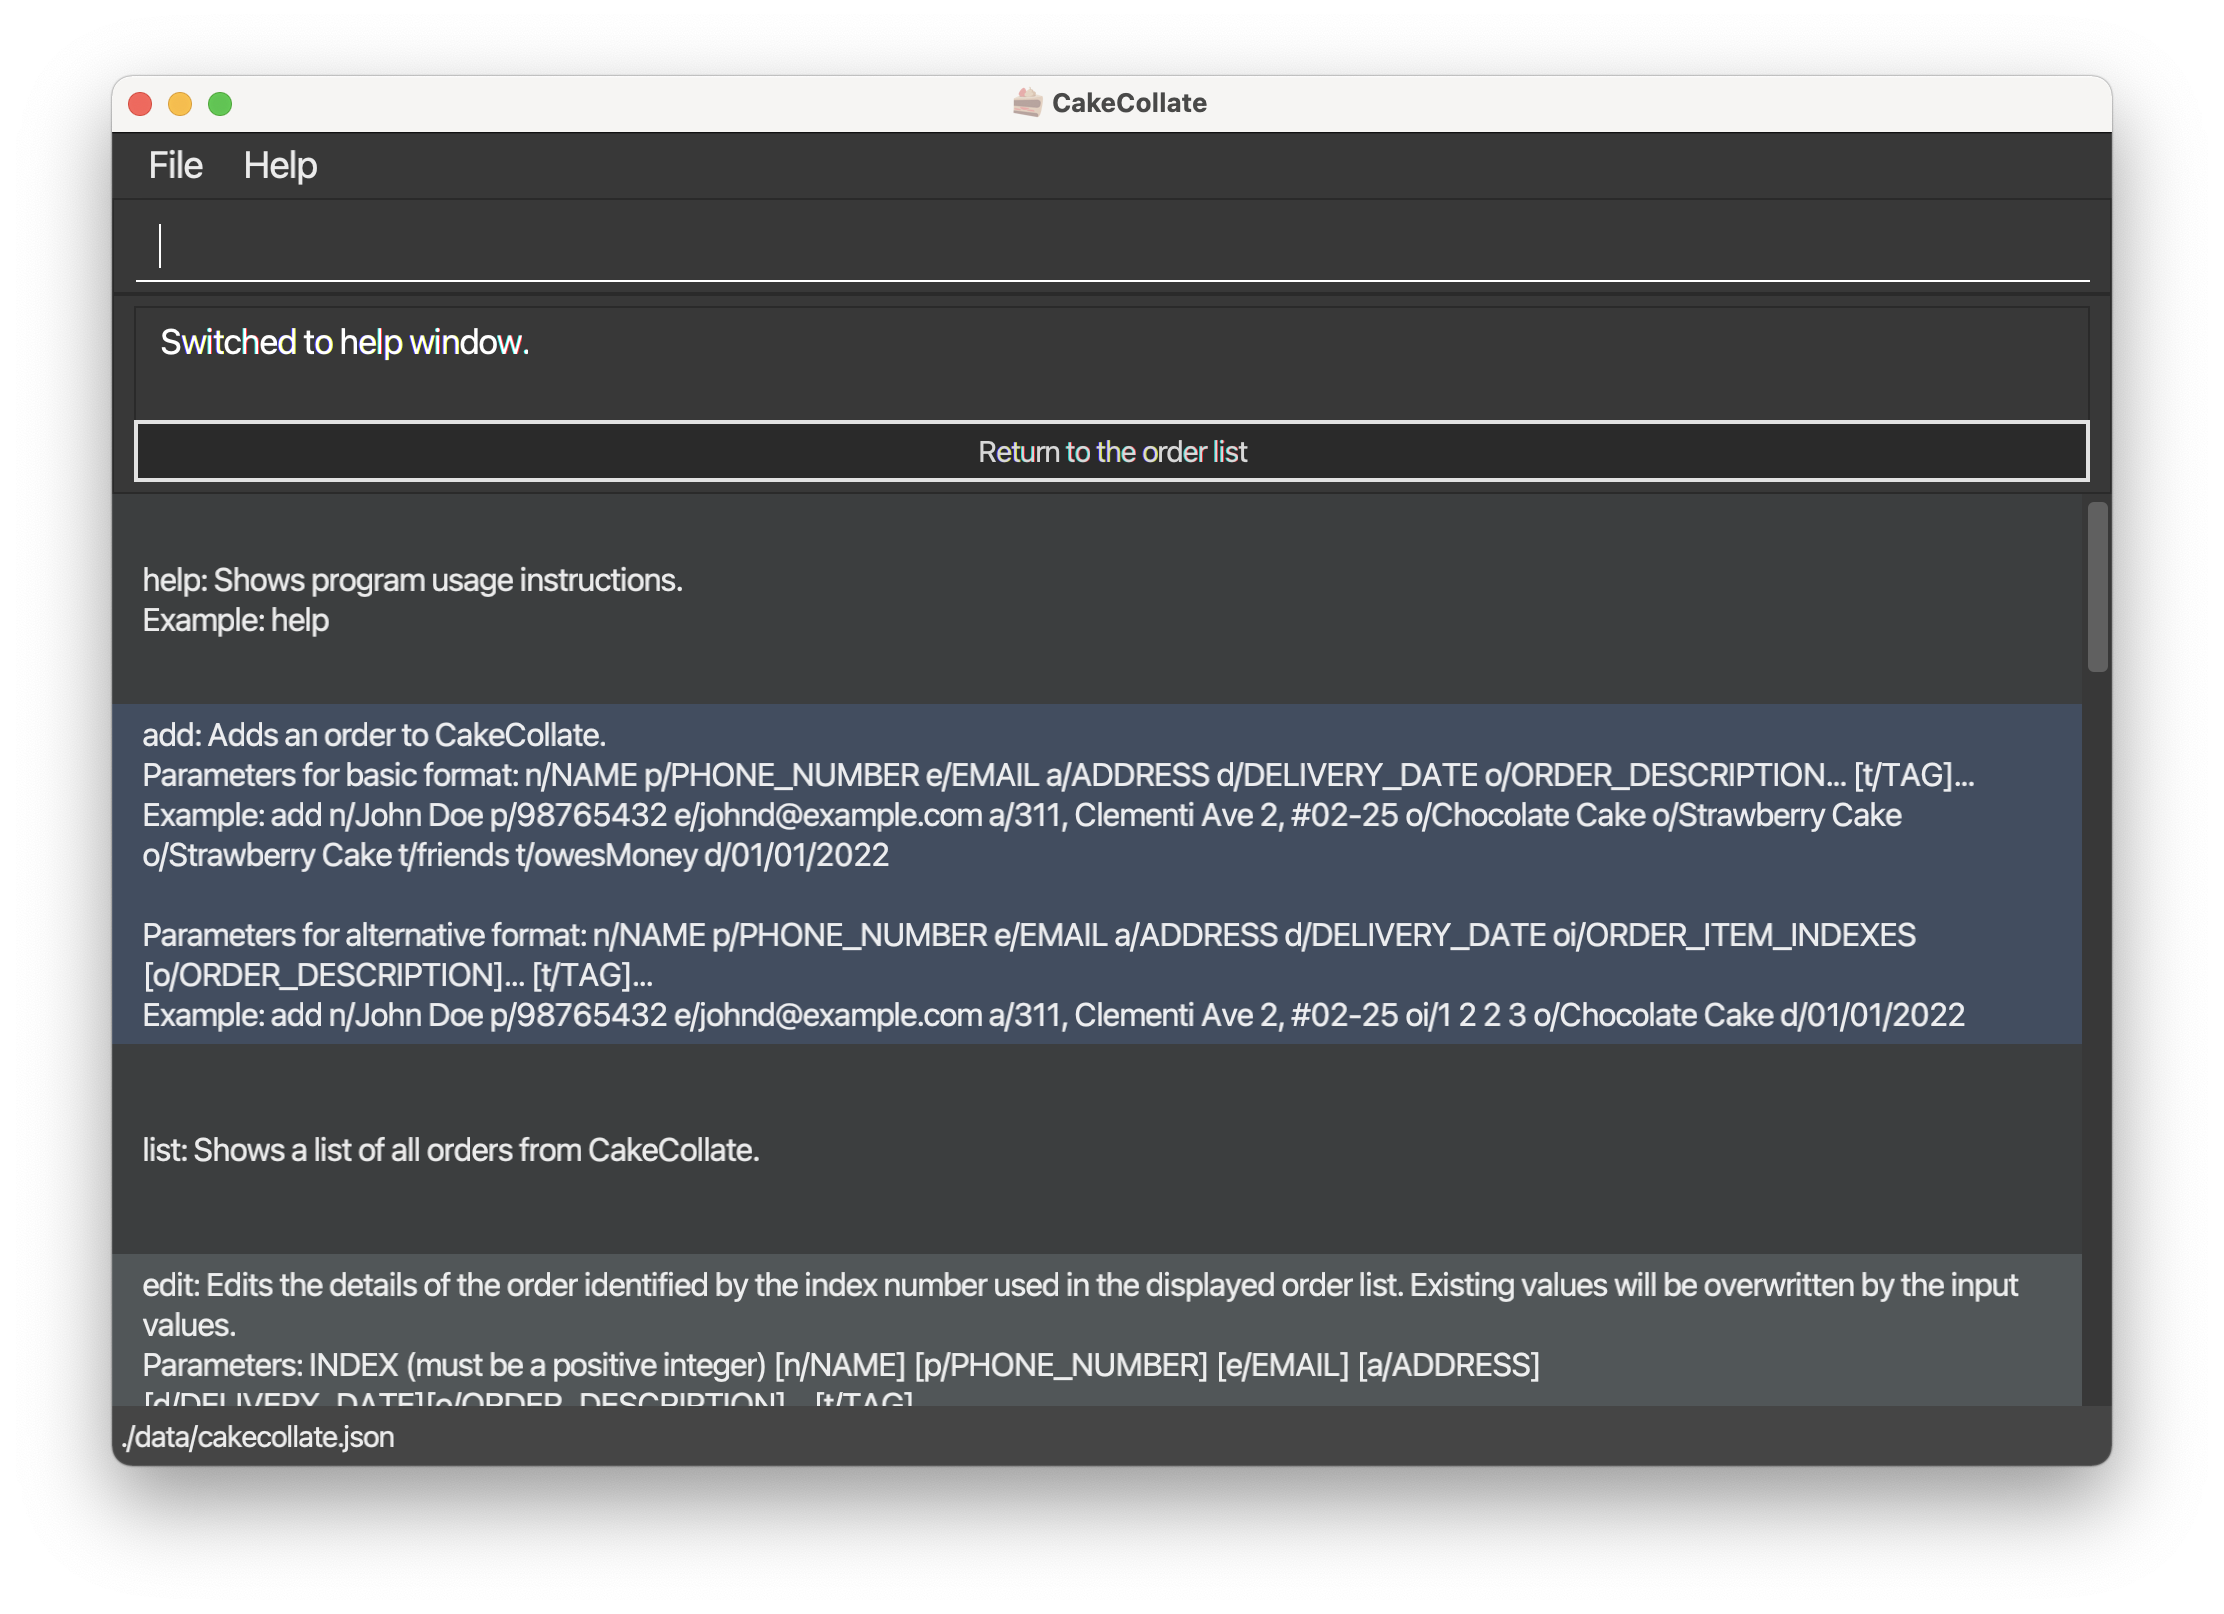 CakeCollate
File Help
Switched to help window.
Return to the order list
help: Shows program usage instructions.
Example: help
add: Adds an order to CakeCollate.
Parameters for basic format: n/NAME p/PHONE_NUMBER e/EMAIL a/ADDRESS d/DELIVERY_DATE o/ORDER_DESCRIPTION... [t/TAG]...
Example: add n/John Doe p/98765432 e/johnd@example.com a/311, Clementi Ave 2, #02-25 o/Chocolate Cake o/Strawberry Cake
o/Strawberry Cake t/friends t/owesMoney d/01/01/2022
Parameters for alternative format: n/NAME p/PHONE_NUMBER e/EMAIL a/ADDRESS d/DELIVERY_DATE oi/ORDER_ITEM_INDEXES
[o/ORDER_DESCRIPTION]... [t/TAG]...
Example: add n/John Doe p/98765432 e/johnd@example.com a/311, Clementi Ave 2, #02-25 oi/1 2 2 3 o/Chocolate Cake d/01/01/2022
list: Shows a list of all orders from CakeCollate.
edit: Edits the details of the order identified by the index number used in the displayed order list. Existing values will be overwritten by the input
values.
Parameters: INDEX (must be a positive integer) [n/NAME] [p/PHONE_NUMBER] [e/EMAIL] [a/ADDRESS]
[d/DELIVERY_DATE][o/ORDER_DESCRIPTION]... [t/TAG]
./data/cakecollate.json